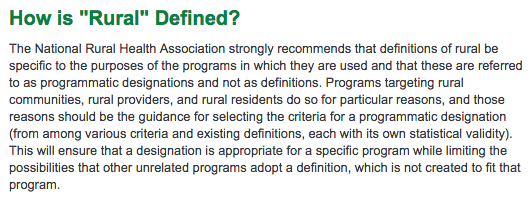 How is "Rural" Defined?
The National Rural Health Association strongly recommends that definitions of rural be
specific to the purposes of the programs in which they are used and that these are referred
to as programmatic designations and not as definitions. Programs targeting rural
communities, rural providers, and rural residents do so for particular reasons, and those
reasons should be the guidance for selecting the criteria for a programmatic designation
(from among various criteria and existing definitions, each with its own statistical validity).
This will ensure that a designation is appropriate for a specific program while limiting the
possibilities that other unrelated programs adopt a definition, which is not created to fit that
program.